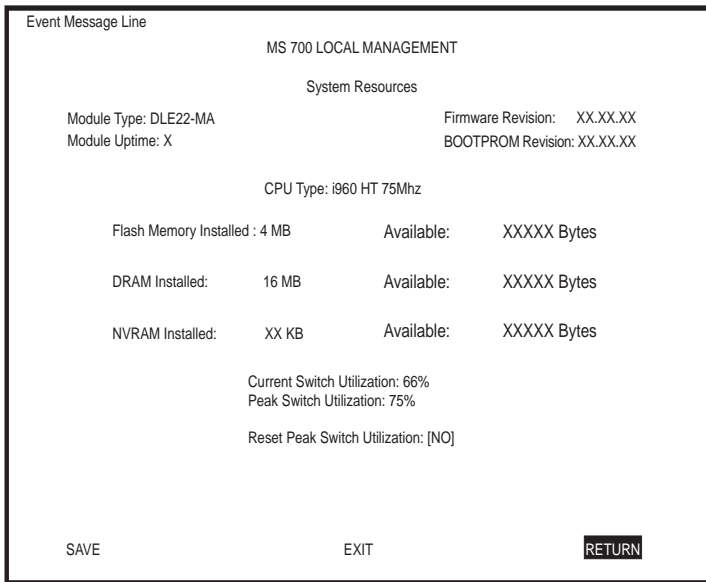 Event Message Line
MS 700 LOCAL MANAGEMENT
System Resources
Module Type: DLE22-MA Firmware Revision: XX.XX.XX
Module Uptime: X BOOTPROM Revision: XX.XX.XX
CPU Type: i960 HT 75Mhz
Flash Memory Installed : 4 MB Available: XXXXX Bytes
DRAM Installed: 16 MB Available: XXXXX Bytes
NVRAM Installed: XX KB Available: XXXXX Bytes
Current Switch Utilization: 66%
Peak Switch Utilization: 75%
Reset Peak Switch Utilization: [NO]
SAVE EXIT RETURN